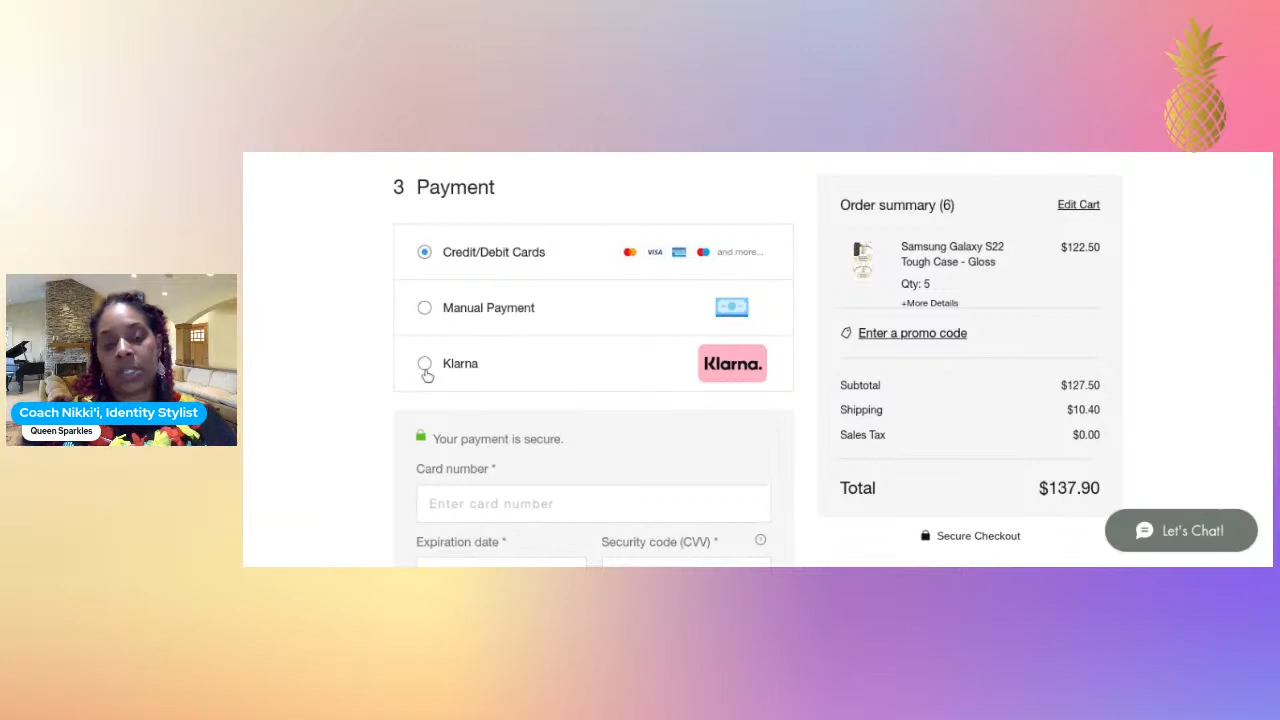 3 Payment
Credit/Debit Cards
VISA
and more...
Manual Payment
Klarna
Klarna.
Your payment is secure.
Card number *
Enter card number
Expiration date *
Security code (CVV) *
Order summary (6)
Edit Cart
Samsung Galaxy S22
Tough Case - Gloss
$122.50
Qty: 5
+More Details
Enter a promo code
Subtotal
$127.50
Shipping
$10.40
Sales Tax
$0.00
Total
$137.90
Secure Checkout
Let's Chat!
Coach Nikki'i, Identity Stylist
Queen Sparkles